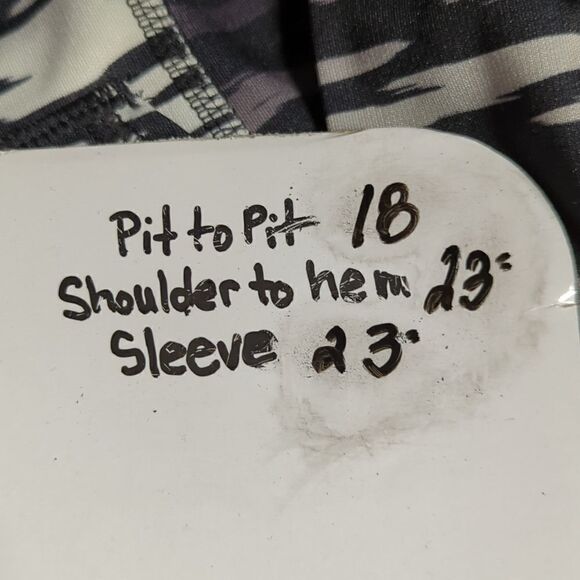 Pit to Pit 18
Shoulder to hem 23"
Sleeve 23"